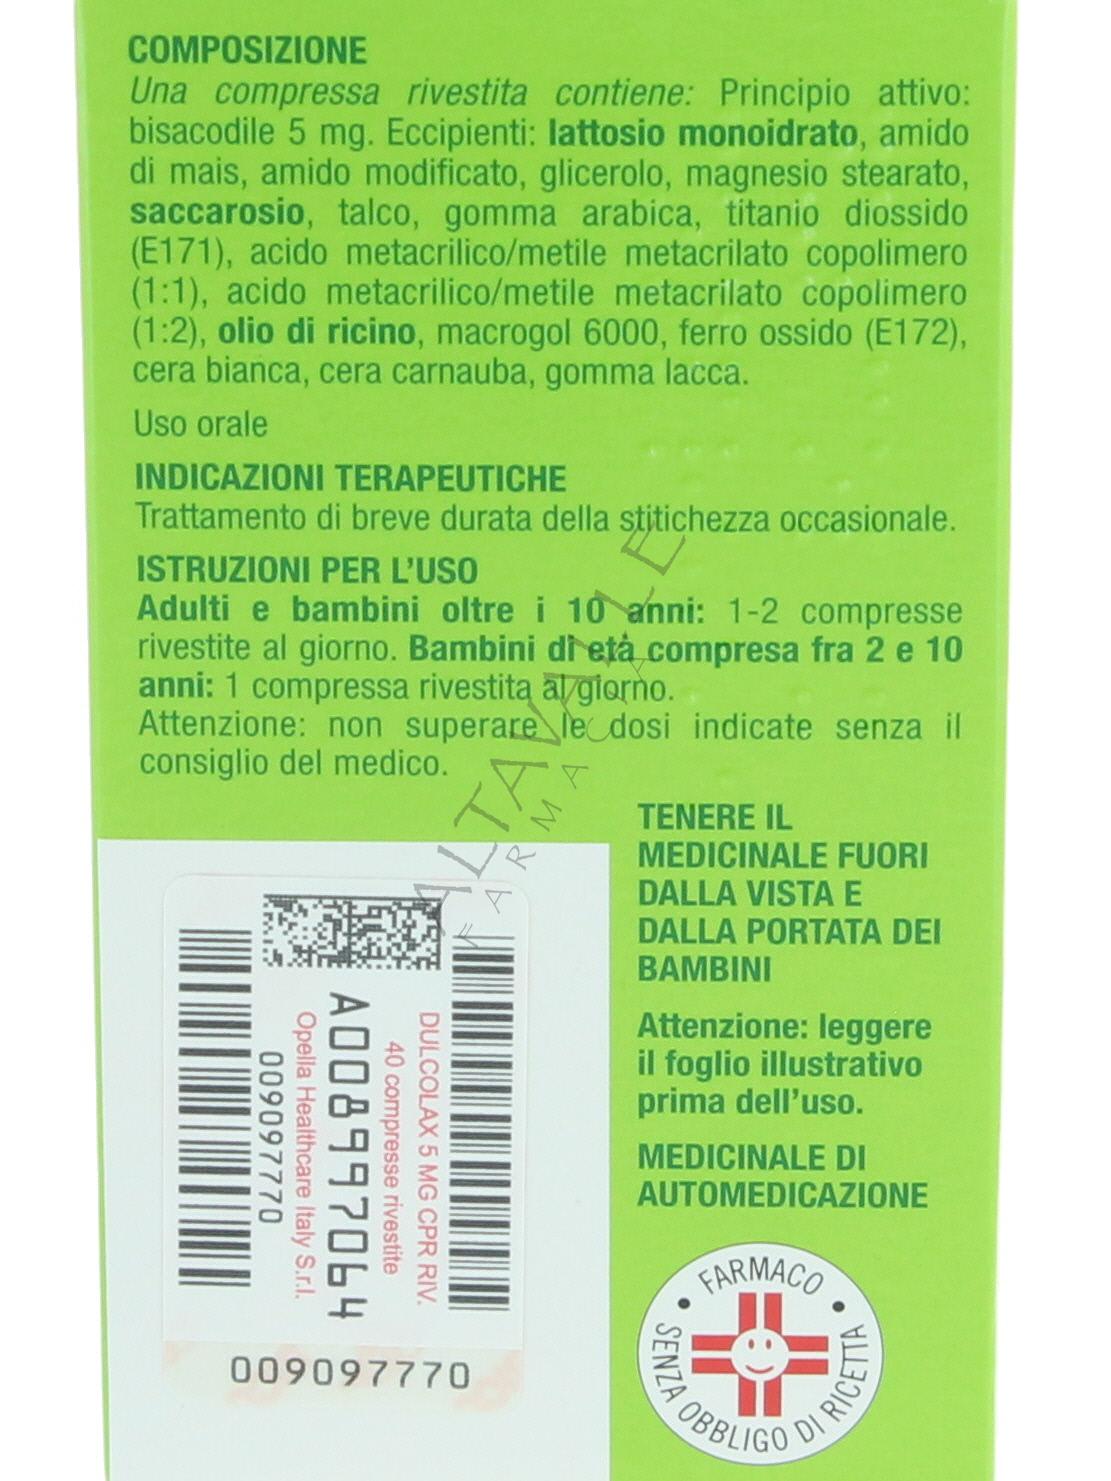 COMPOSIZIONE
Una compressa rivestita contiene: Principio attivo:
bisacodile 5 mg. Eccipienti: lattosio monoidrato, amido
di mais, amido modificato, glicerolo, magnesio stearato,
saccarosio, talco, gomma arabica, titanio diossido
(E171), acido metacrilico/metile metacrilato copolimero
(1:1), acido metacrilico/metile metacrilato copolimero
(1:2), olio di ricino, macrogol 6000, ferro ossido (E172),
cera bianca, cera carnauba, gomma lacca.
Uso orale
INDICAZIONI TERAPEUTICHE
Trattamento di breve durata della stitichezza occasionale.
ISTRUZIONI PER L'USO
Adulti e bambini oltre i 10 anni: 1-2 compresse
rivestite al giorno. Bambini di età compresa fra 2 e 10
anni: 1 compressa rivestita al giorno.
Attenzione: non superare le dosi indicate senza il
consiglio del medico.
ALTAVALLE
FARMACIA
TENERE IL
MEDICINALE FUORI
DALLA VISTA E
DALLA PORTATA DEI
BAMBINI
Attenzione: leggere
il foglio illustrativo
prima dell'uso.
MEDICINALE DI
AUTOMEDICAZIONE
FARMACO
SENZA OBBLIGO DI RICETTA
DULCOLAX 5 MG CPR RIV.
40 compresse rivestite
A008997064
Opella Healthcare Italy S.r.l.
009097770
009097770